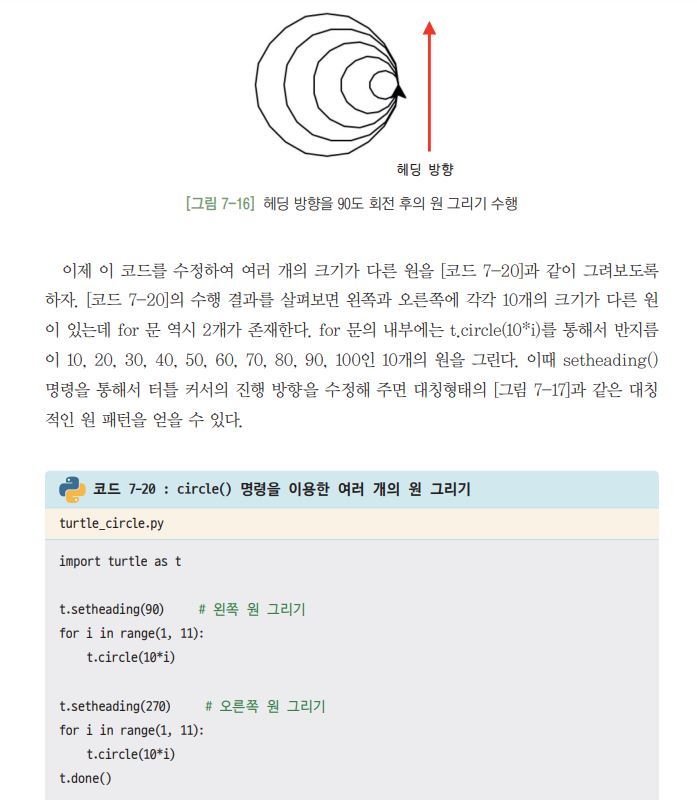 헤딩 방향
[그림 7-16] 헤딩 방향을 90도 회전 후의 원 그리기 수행
이제 이 코드를 수정하여 여러 개의 크기가 다른 원을 [코드 7-20]과 같이 그려보도록
하자. [코드 7-20]의 수행 결과를 살펴보면 왼쪽과 오른쪽에 각각 10개의 크기가 다른 원
이 있는데 for 문 역시 2개가 존재한다. for 문의 내부에는 t.circle(10*i)를 통해서 반지름
이 10, 20, 30, 40, 50, 60, 70, 80, 90, 100인 10개의 원을 그린다. 이때 setheading()
명령을 통해서 터틀 커서의 진행 방향을 수정해 주면 대칭형태의 [그림 7-17]과 같은 대칭
적인 원 패턴을 얻을 수 있다.
코드 7-20 : circle() 명령을 이용한 여러 개의 원 그리기
turtle_circle.py
import turtle as t
t.setheading(90) # 왼쪽 원 그리기
for i in range(1, 11):
    t.circle(10*i)
t.setheading(270) # 오른쪽 원 그리기
for i in range(1, 11):
    t.circle(10*i)
t.done()